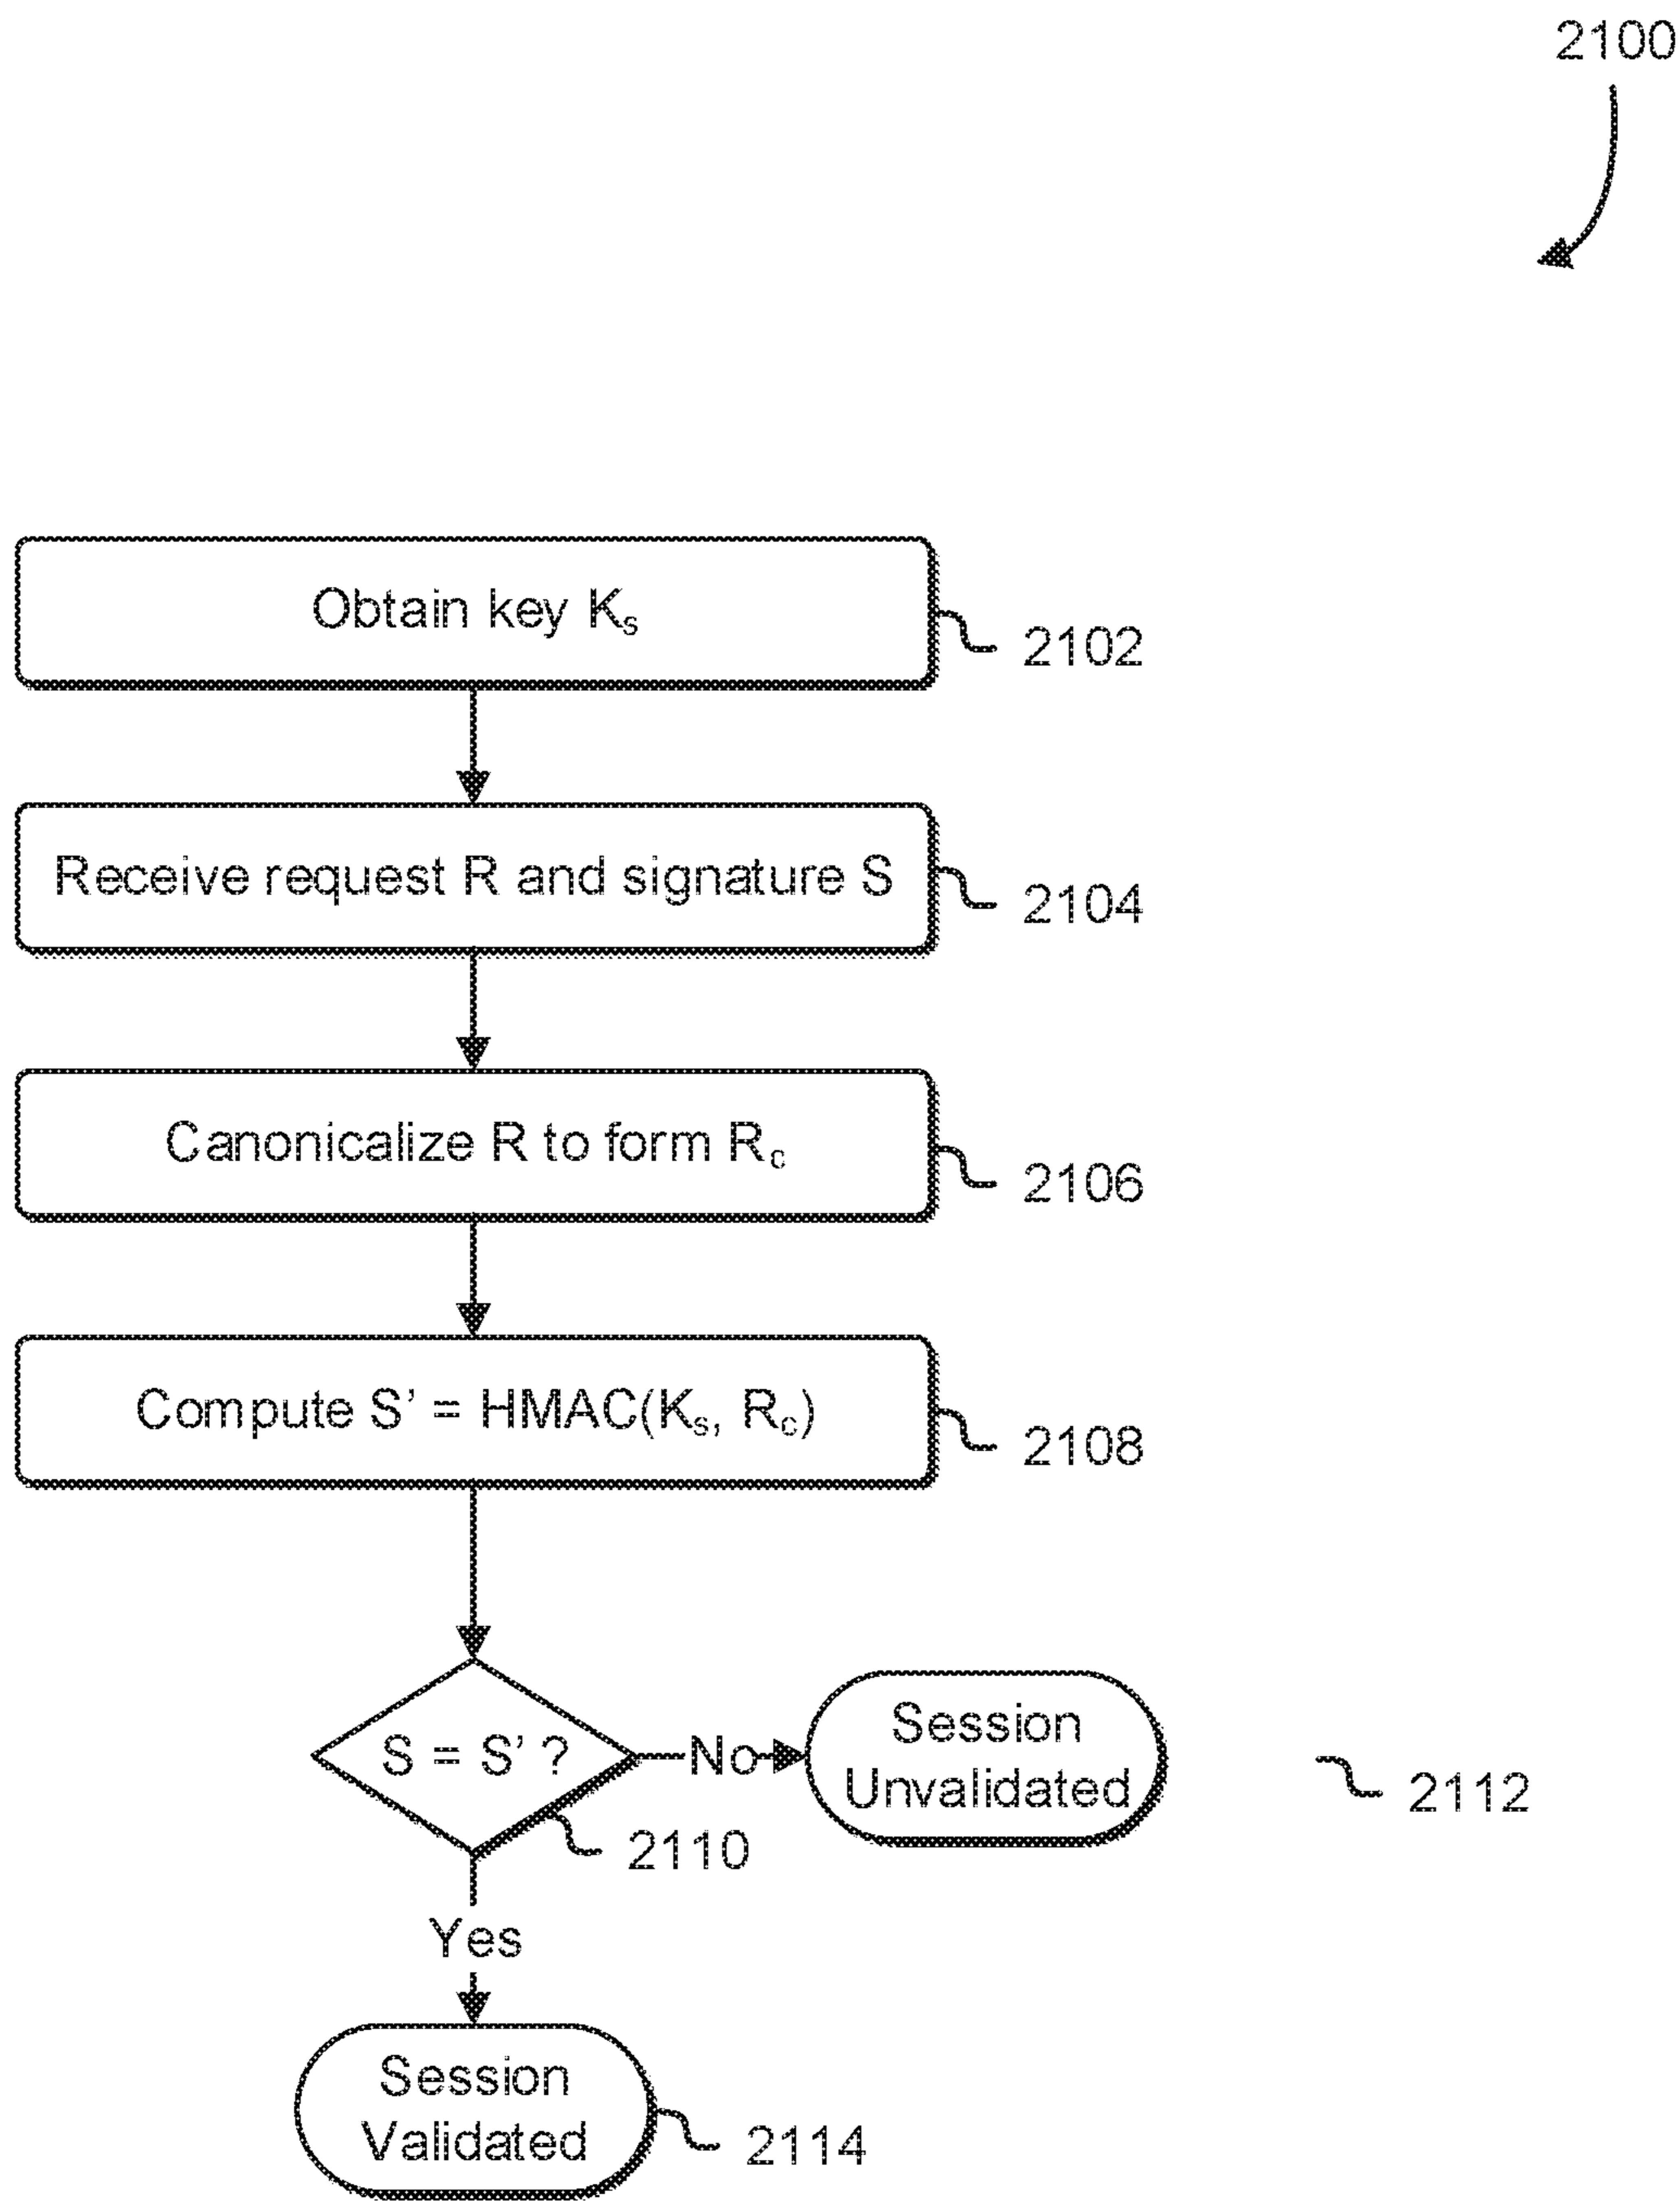 2100
Obtain key Ks
2102
Receive request R and signature S
2104
Canonicalize R to form Rc
2106
Compute S' = HMAC(Ks, Rc)
2108
S = S' ?
No
Session
Unvalidated
2112
2110
Yes
Session
Validated
2114